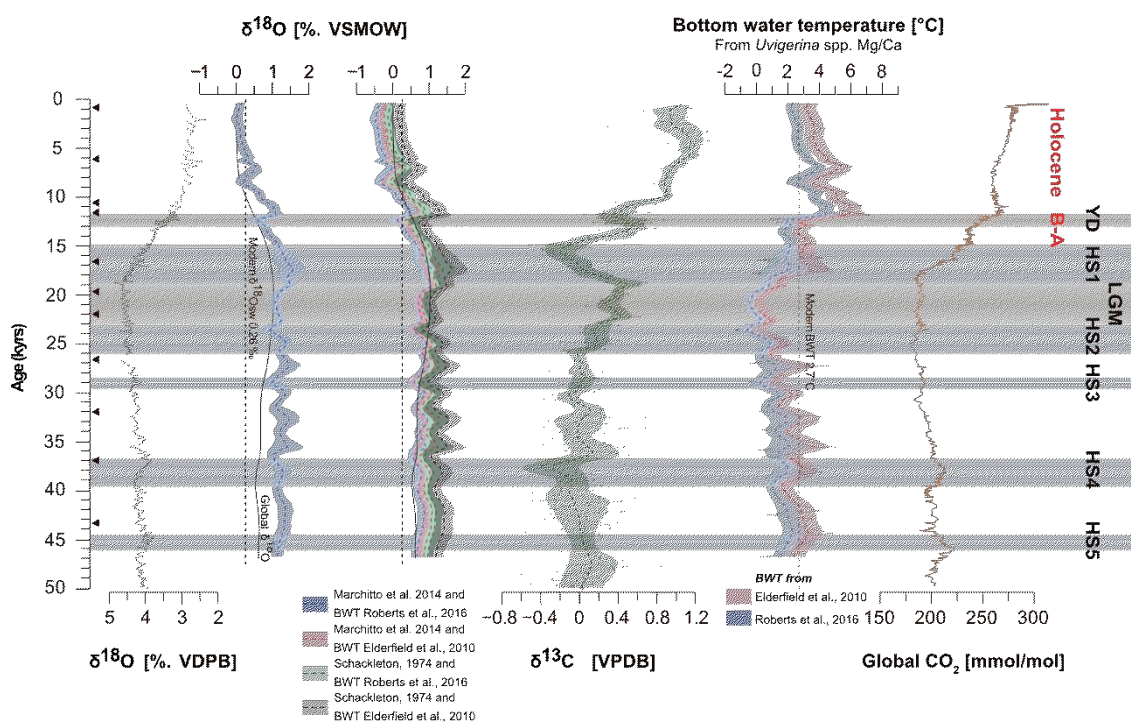 δ18O [%. VSMOW]
Bottom water temperature [°C]
From Uvigerina spp. Mg/Ca
−1 0 1 2
−1 0 1 2
-2 0 2 4 6 8
Age (kyrs)
0
5
10
15
20
25
30
35
40
45
50
Modern δ18Osw 0.26 ‰
Global δ18O
Modern BWT 2.7°C
Holocene
B-A
YD
HS1
LGM
HS2
HS3
HS4
HS5
5 4 3 2
δ18O [%. VDPB]
Marchitto et al. 2014 and
BWT Roberts et al., 2016
Marchitto et al. 2014 and
BWT Elderfield et al., 2010
Schackleton, 1974 and
BWT Roberts et al., 2016
Schackleton, 1974 and
BWT Elderfield et al., 2010
−0.8 −0.4 0 0.4 0.8 1.2
δ13C [VPDB]
BWT from
Elderfield et al., 2010
Roberts et al., 2016
150 200 250 300
Global CO2 [mmol/mol]